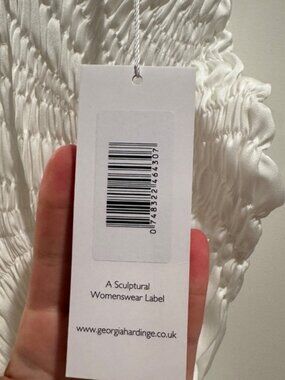 0 748322 464307
A Sculptural
Womenswear Label
www.georgiahardinge.co.uk